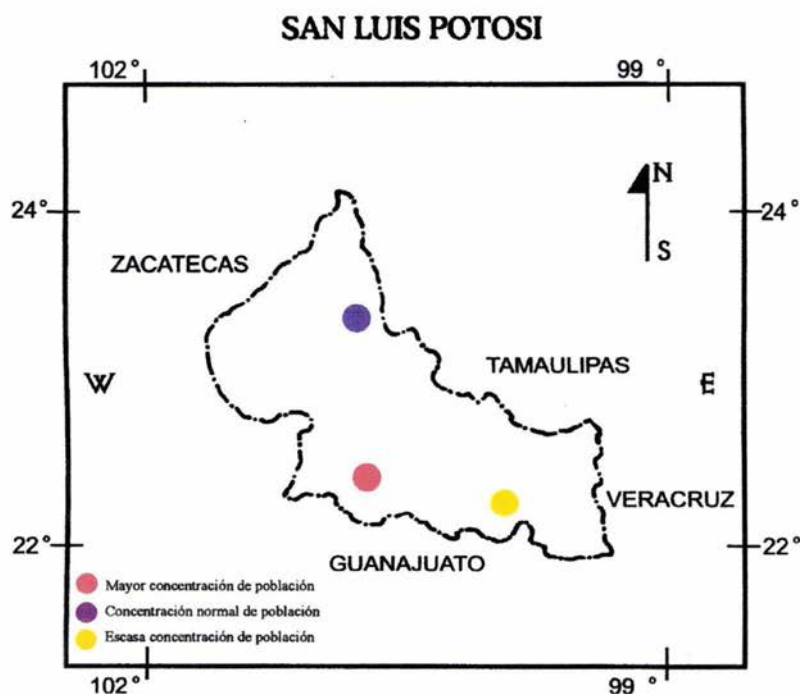 SAN LUIS POTOSI
102° 99°
N
24° 24°
S
ZACATECAS
TAMAULIPAS
W E
VERACRUZ
22° 22°
GUANAJUATO
Mayor concentración de población
Concentración normal de población
Escasa concentración de población
102° 99°